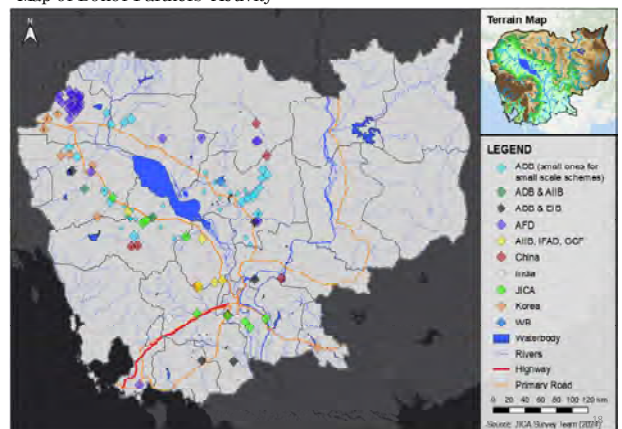 Map of Donor Partners' Activity
N
Terrain Map
LEGEND
ADB (small ones for
small scale schemes)
ADB & AIIB
ADB & EIB
AFD
AIIB, IFAD, GCF
China
India
JICA
Korea
WB
Waterbody
Rivers
Highway
Primary Road
0 20 40 60 80 100 120 km
Source: JICA Survey Team (2024)